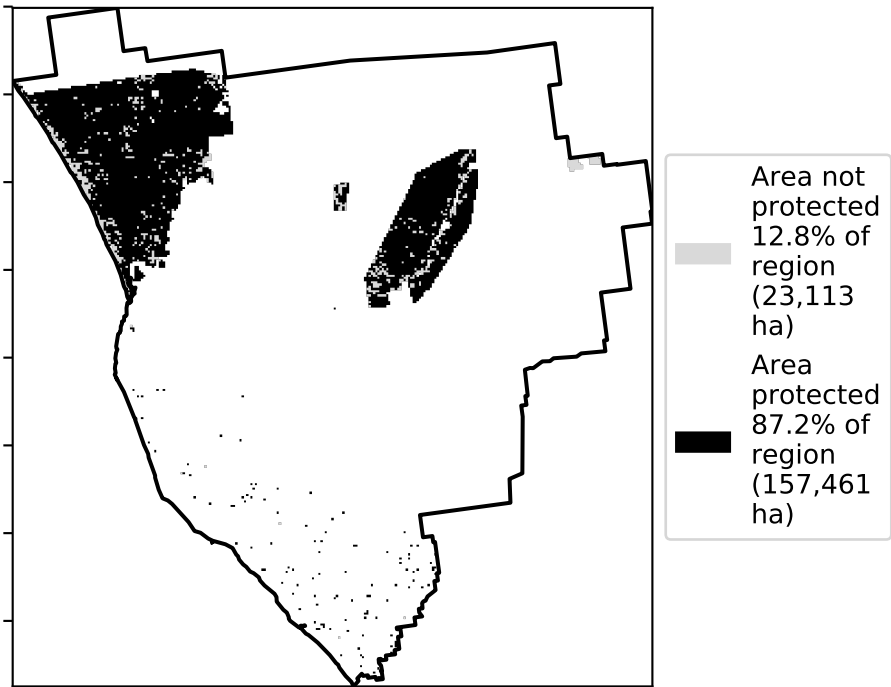 Area not
protected
12.8% of
region
(23,113
ha)
Area
protected
87.2% of
region
(157,461
ha)